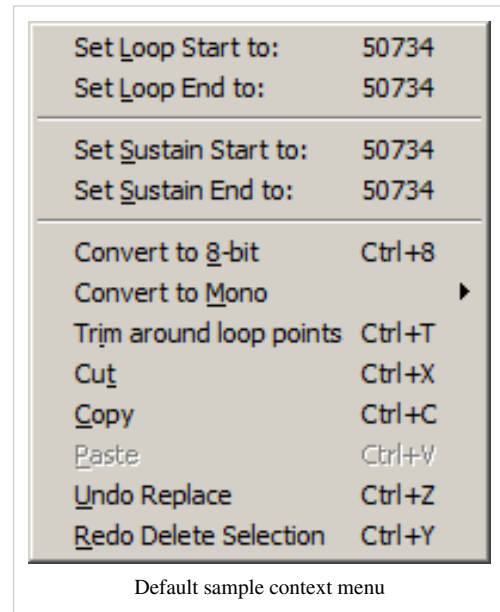 Set Loop Start to: 50734
Set Loop End to: 50734
Set Sustain Start to: 50734
Set Sustain End to: 50734
Convert to 8-bit Ctrl+8
Convert to Mono
Trim around loop points Ctrl+T
Cut Ctrl+X
Copy Ctrl+C
Paste Ctrl+V
Undo Replace Ctrl+Z
Redo Delete Selection Ctrl+Y
Default sample context menu